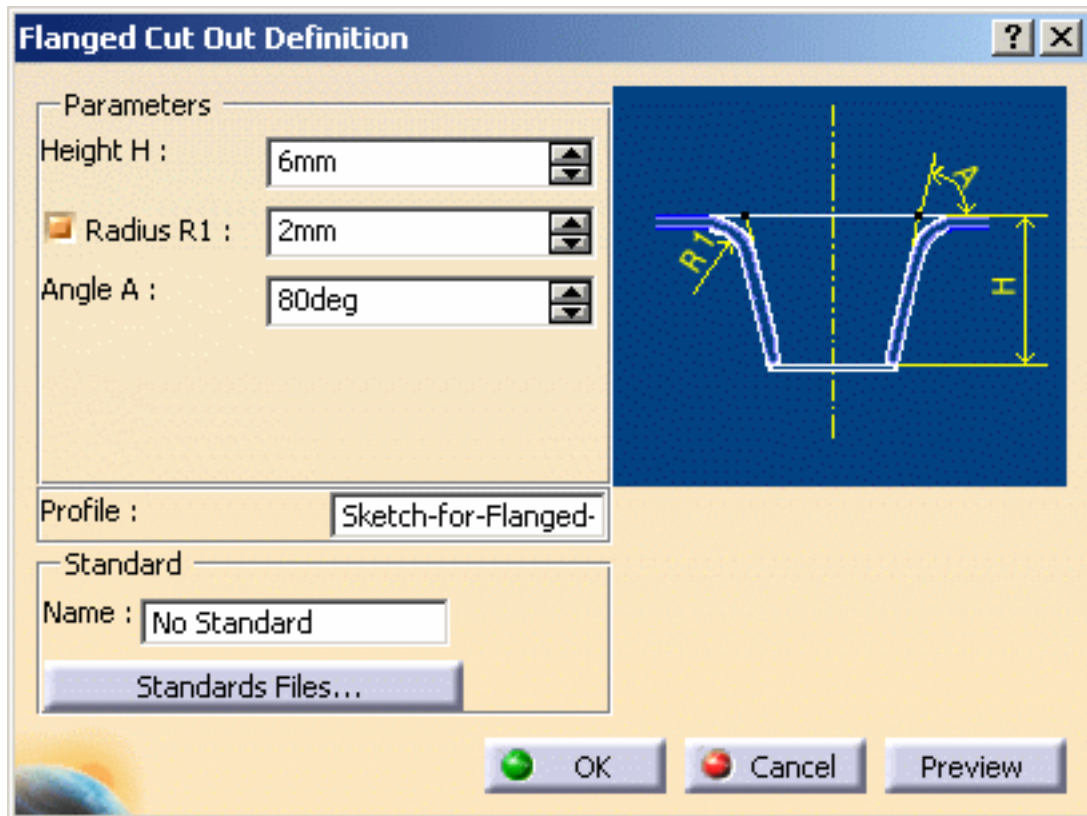 Flanged Cut Out Definition
? X
Parameters
Height H : 6mm
Radius R1 : 2mm
Angle A : 80deg
A
R1
H
Profile : Sketch-for-Flanged-
Standard
Name : No Standard
Standards Files...
OK Cancel Preview